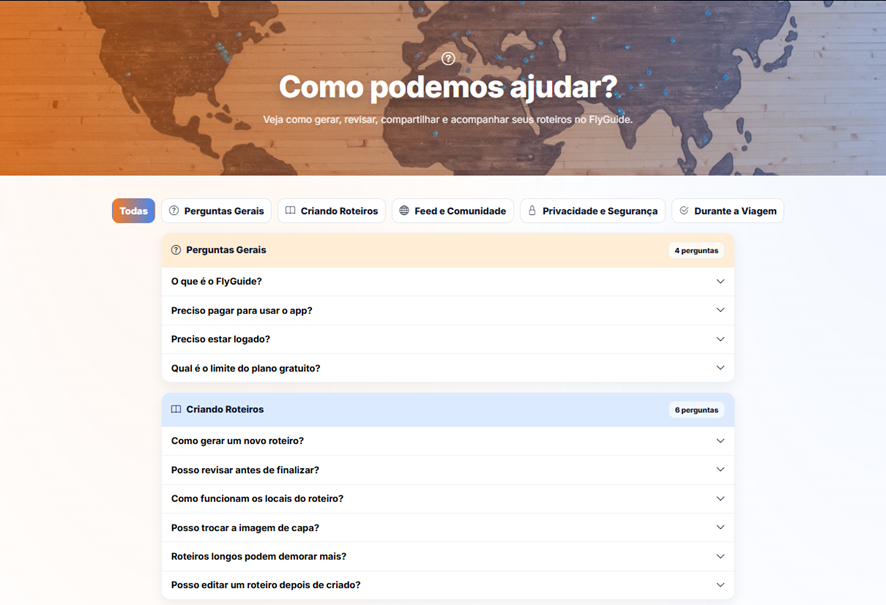 Como podemos ajudar?
Veja como gerar, revisar, compartilhar e acompanhar seus roteiros no FlyGuide.
Todas
Perguntas Gerais
Criando Roteiros
Feed e Comunidade
Privacidade e Segurança
Durante a Viagem
Perguntas Gerais
4 perguntas
O que é o FlyGuide?
Preciso pagar para usar o app?
Preciso estar logado?
Qual é o limite do plano gratuito?
Criando Roteiros
6 perguntas
Como gerar um novo roteiro?
Posso revisar antes de finalizar?
Como funcionam os locais do roteiro?
Posso trocar a imagem de capa?
Roteiros longos podem demorar mais?
Posso editar um roteiro depois de criado?